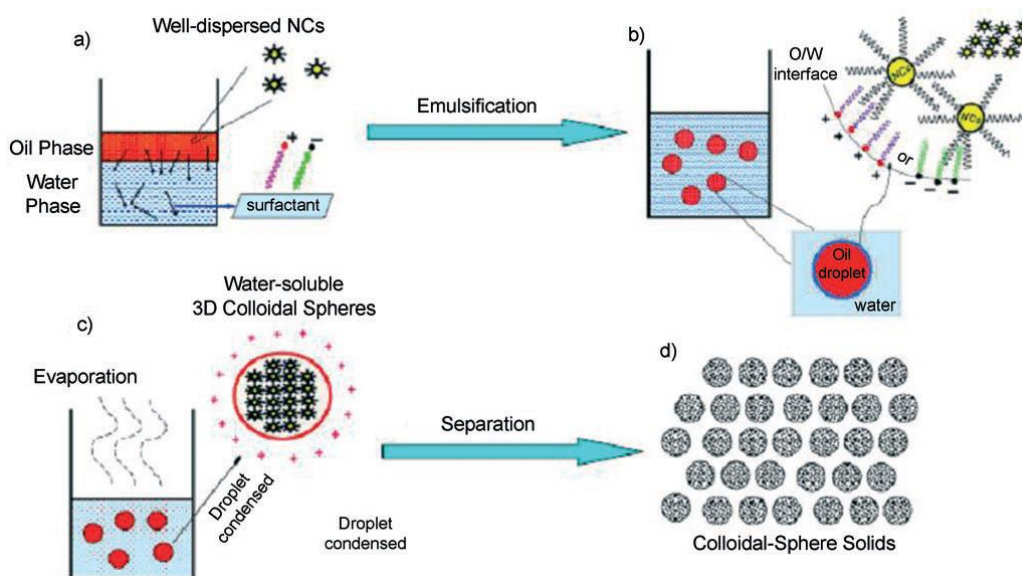 a)
Well-dispersed NCs
Oil Phase
Water
Phase
+
−
surfactant
Emulsification
b)
O/W
interface
NCs
NCs
+
+
+
+
or
−
−
−
Oil
droplet
water
c)
Water-soluble
3D Colloidal Spheres
Evaporation
Droplet
condensed
Droplet
condensed
Separation
d)
Colloidal-Sphere Solids